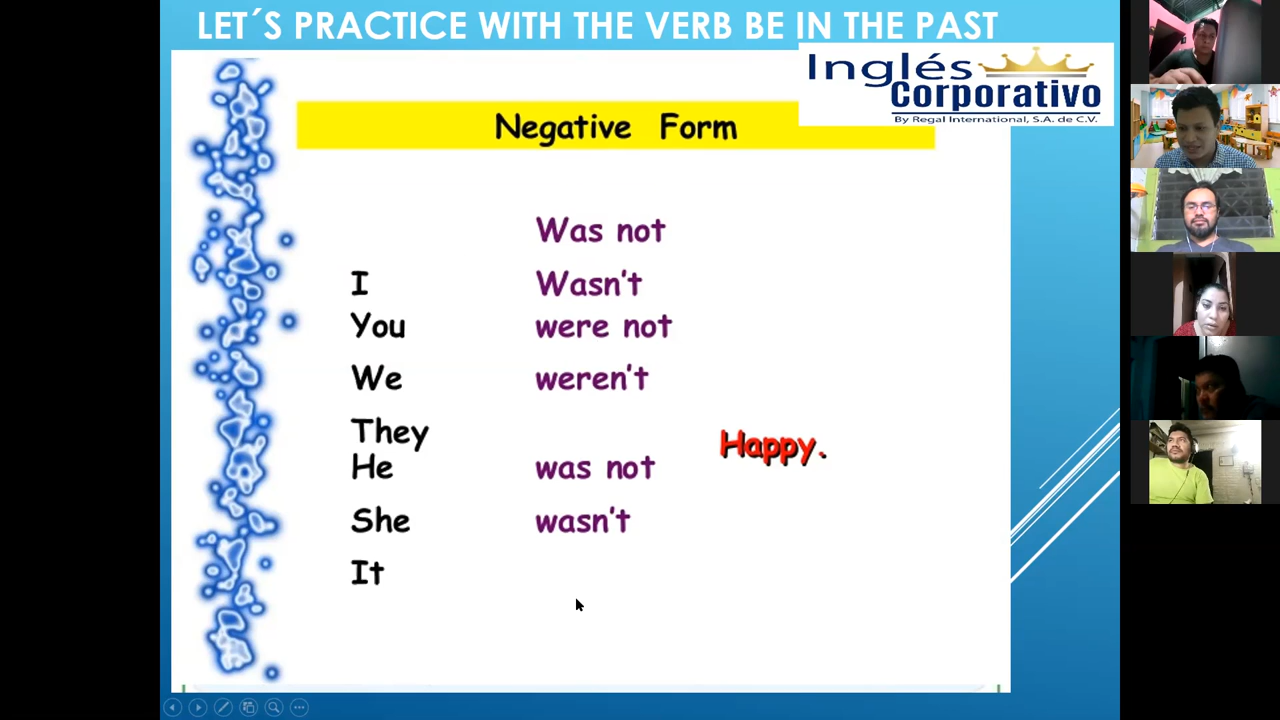 LET´S PRACTICE WITH THE VERB BE IN THE PAST
Inglés
Corporativo
By Regal International, S.A. de C.V.
Negative Form
Was not
I Wasn't
You were not
We weren't
They
Happy.
He was not
She wasn't
It